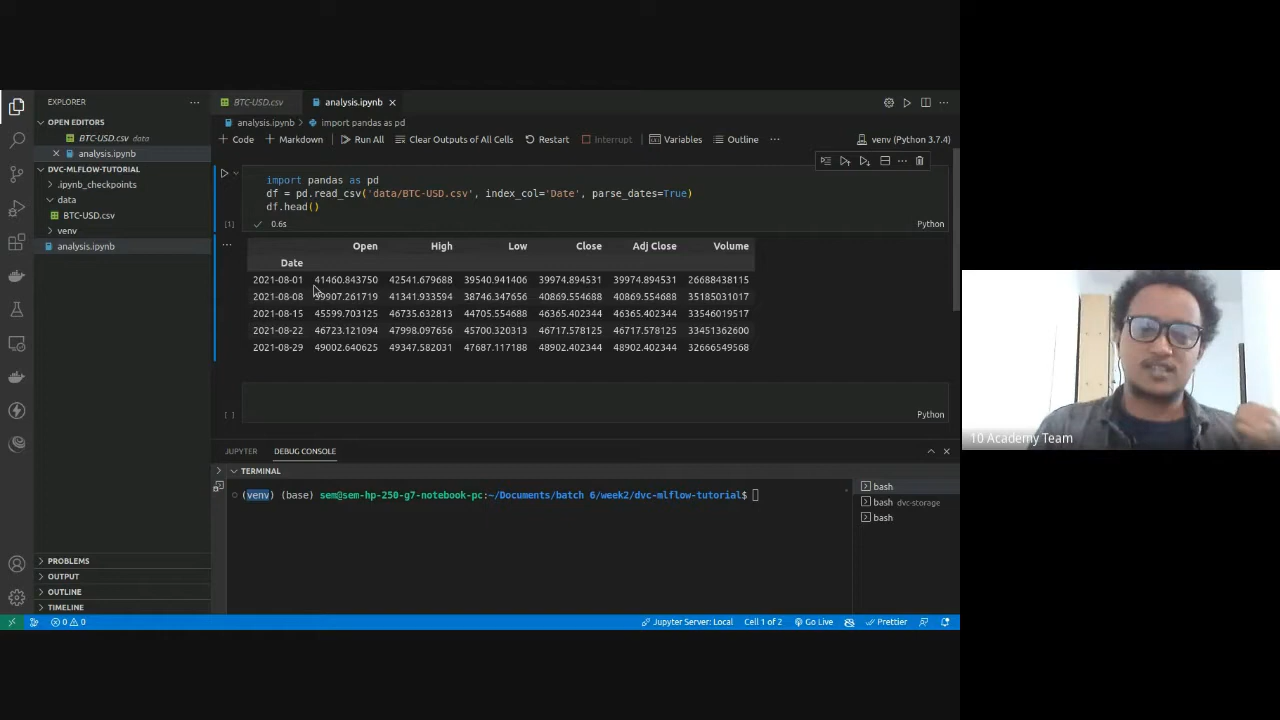 EXPLORER
OPEN EDITORS
BTC-USD.csv data
analysis.ipynb
DVC-MLFLOW-TUTORIAL
.ipynb_checkpoints
data
BTC-USD.csv
venv
analysis.ipynb
PROBLEMS
OUTPUT
OUTLINE
TIMELINE
BTC-USD.csv analysis.ipynb
analysis.ipynb > import pandas as pd
+ Code + Markdown Run All Clear Outputs of All Cells Restart Interrupt Variables Outline ... venv (Python 3.7.4)
import pandas as pd
df = pd.read_csv('data/BTC-USD.csv', index_col='Date', parse_dates=True)
df.head()
[1] 0.6s Python
Open High Low Close Adj Close Volume
Date
2021-08-01 41460.843750 42541.679688 39540.941406 39974.894531 39974.894531 26688438115
2021-08-08 39907.261719 41341.933594 38746.347656 40869.554688 40869.554688 35185031017
2021-08-15 45599.703125 46735.632813 44705.554688 46365.402344 46365.402344 33546019517
2021-08-22 46723.121094 47998.097656 45700.320313 46717.578125 46717.578125 33451362600
2021-08-29 49002.640625 49347.582031 47687.117188 48902.402344 48902.402344 32666549568
[ ] Python
JUPYTER DEBUG CONSOLE
TERMINAL
(venv) (base) sem@sem-hp-250-g7-notebook-pc:~/Documents/batch 6/week2/dvc-mlflow-tutorial$
bash
bash dvc-storage
bash
0 0 Jupyter Server: Local Cell 1 of 2 Go Live Prettier
10 Academy Team